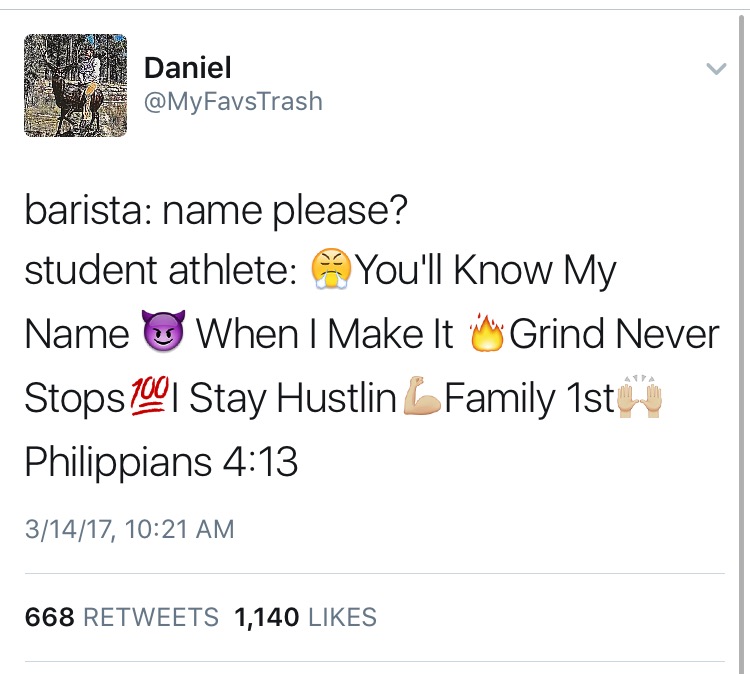 Daniel
@MyFavsTrash
barista: name please?
student athlete: 😤You'll Know My
Name 😈 When I Make It 🔥Grind Never
Stops💯I Stay Hustlin💪🏼Family 1st🙌🏼
Philippians 4:13
3/14/17, 10:21 AM
668 RETWEETS 1,140 LIKES